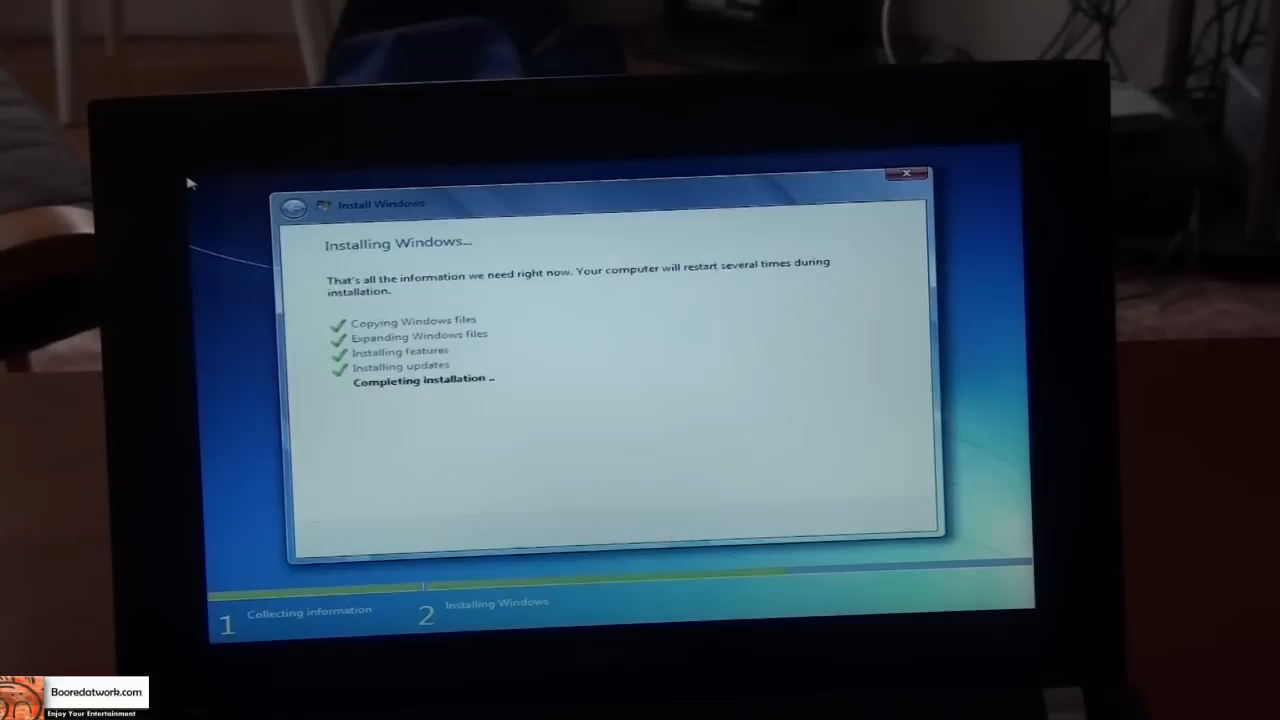 Install Windows
Installing Windows...
That's all the information we need right now. Your computer will restart several times during
installation.
Copying Windows files
Expanding Windows files
Installing features
Installing updates
Completing installation ..
1 Collecting information
2 Installing Windows
Booredatwork.com
Enjoy Your Entertainment